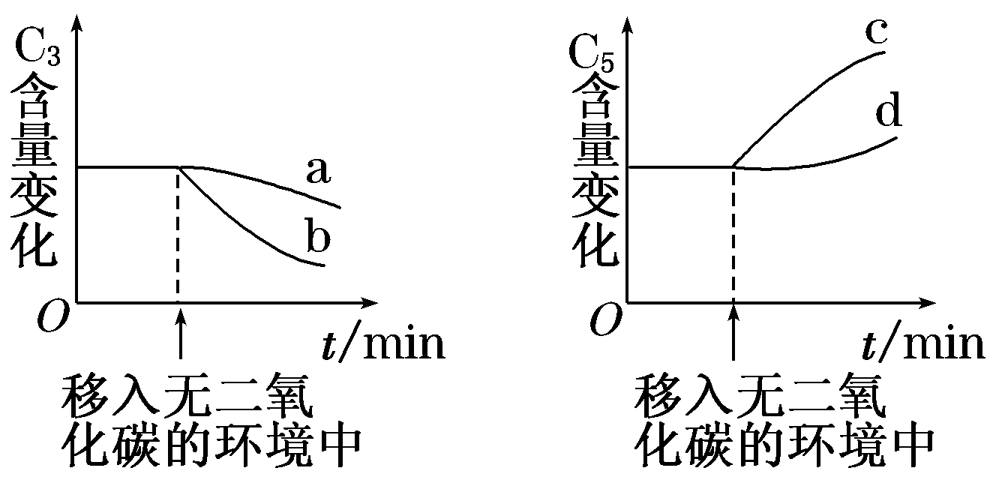 C₃
含量变化
a
b
O
t/min
移入无二氧
化碳的环境中
C₅
含量变化
c
d
O
t/min
移入无二氧
化碳的环境中